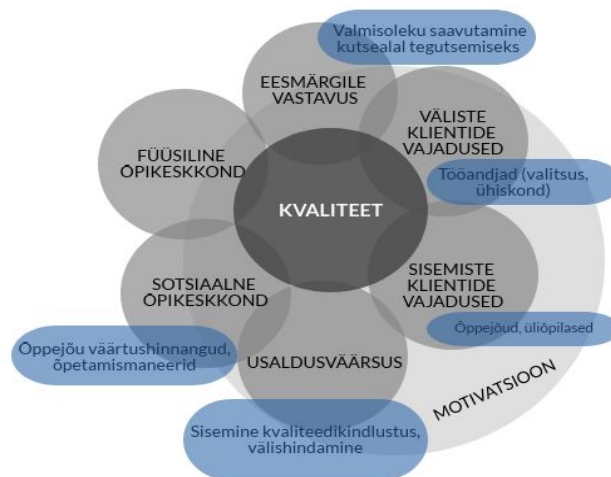 Valmisoleku saavutamine
kutsealal tegutsemiseks
EESMÄRGILE
VASTAVUS
VÄLISTE
KLIENTIDE
VAJADUSED
FÜÜSILINE
ÕPIKESKKOND
Tööandjad (valitsus,
ühiskond)
KVALITEET
SISEMISTE
KLIENTIDE
VAJADUSED
SOTSIAALNE
ÕPIKESKKOND
Õppejõud, üliõpilased
Õppejõu väärtushinnangud,
õpetamismaneerid
USALDUSVÄÄRSUS
MOTIVATSIOON
Sisemine kvaliteedikindlustus,
välishindamine